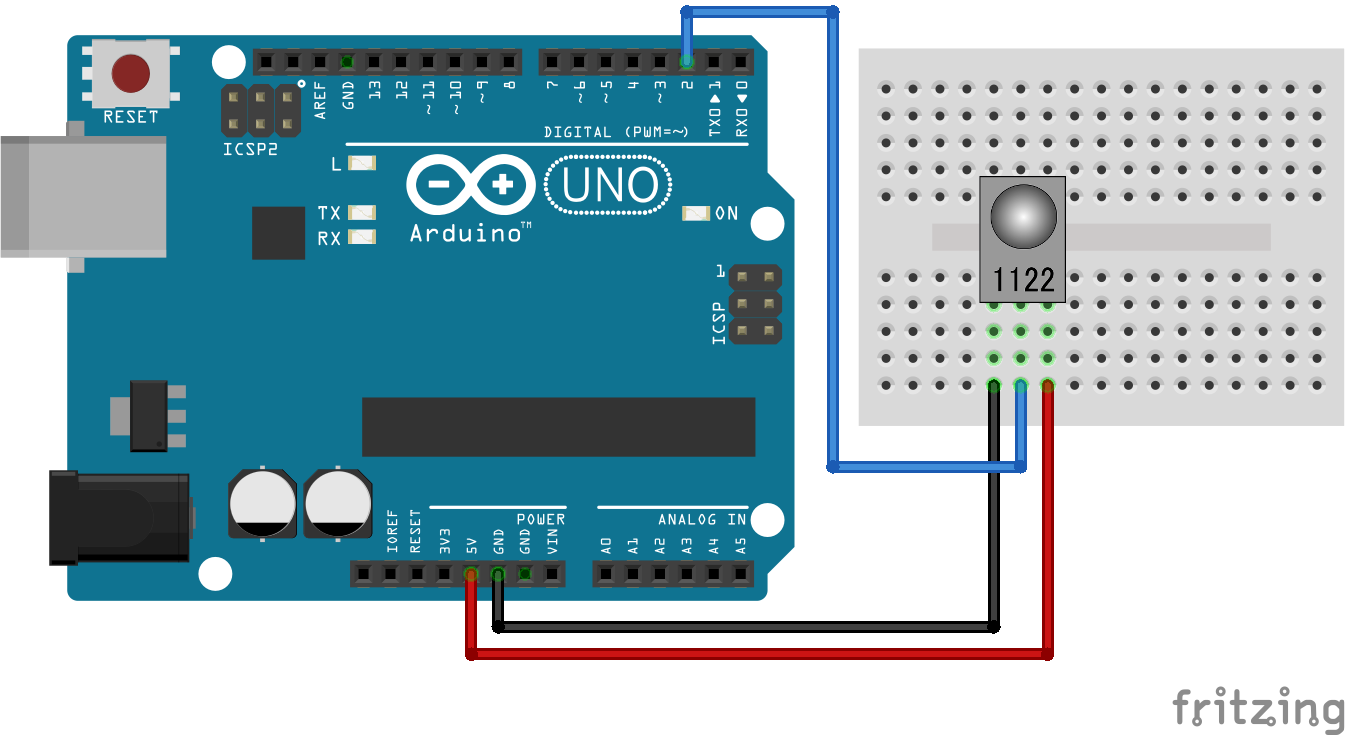 RESET
ICSP2
AREF
GND
13
12
~11
~10
~9
8
7
~6
~5
4
~3
2
TX0▶1
RX0◀0
DIGITAL (PWM=~)
L
TX
RX
Arduino™
UNO
ON
1
ICSP
1122
IOREF
RESET
3V3
5V
GND
GND
VIN
POWER
ANALOG IN
A0
A1
A2
A3
A4
A5
fritzing